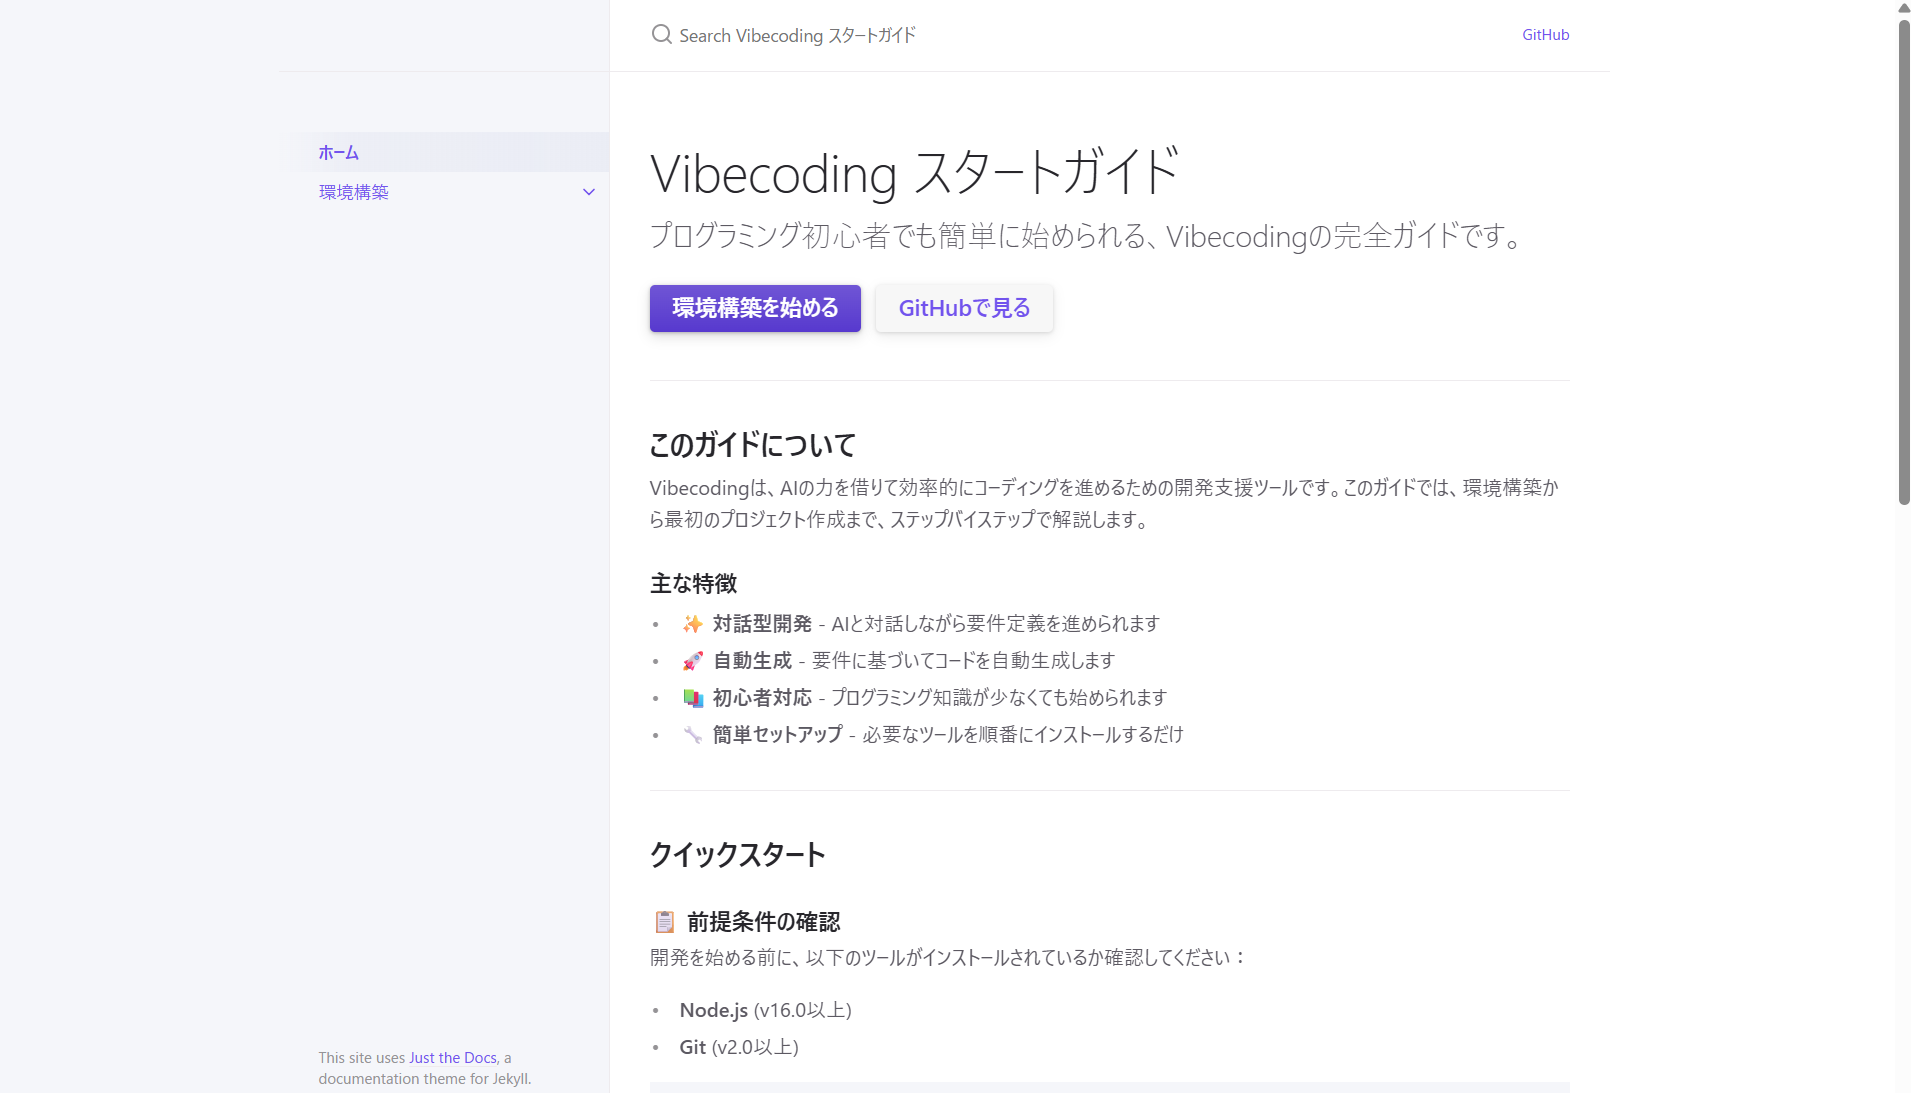 Search Vibecoding スタートガイド
GitHub
ホーム
環境構築
Vibecoding スタートガイド
プログラミング初心者でも簡単に始められる、Vibecodingの完全ガイドです。
環境構築を始める
GitHubで見る
このガイドについて
Vibecodingは、AIの力を借りて効率的にコーディングを進めるための開発支援ツールです。このガイドでは、環境構築か
ら最初のプロジェクト作成まで、ステップバイステップで解説します。
主な特徴
• ✨ 対話型開発 - AIと対話しながら要件定義を進められます
• 🚀 自動生成 - 要件に基づいてコードを自動生成します
• 📚 初心者対応 - プログラミング知識が少なくても始められます
• 🔧 簡単セットアップ - 必要なツールを順番にインストールするだけ
クイックスタート
📋 前提条件の確認
開発を始める前に、以下のツールがインストールされているか確認してください：
• Node.js (v16.0以上)
• Git (v2.0以上)
This site uses Just the Docs, a
documentation theme for Jekyll.